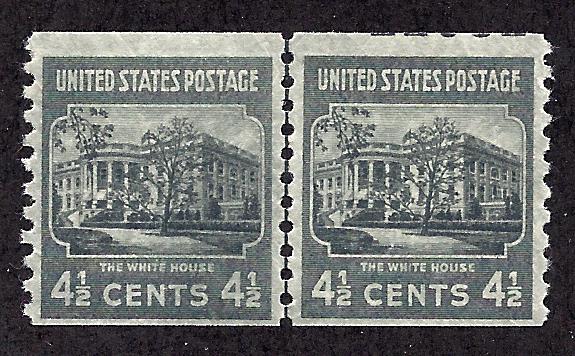 UNITED STATES POSTAGE
THE WHITE HOUSE
4½ CENTS 4½
UNITED STATES POSTAGE
THE WHITE HOUSE
4½ CENTS 4½